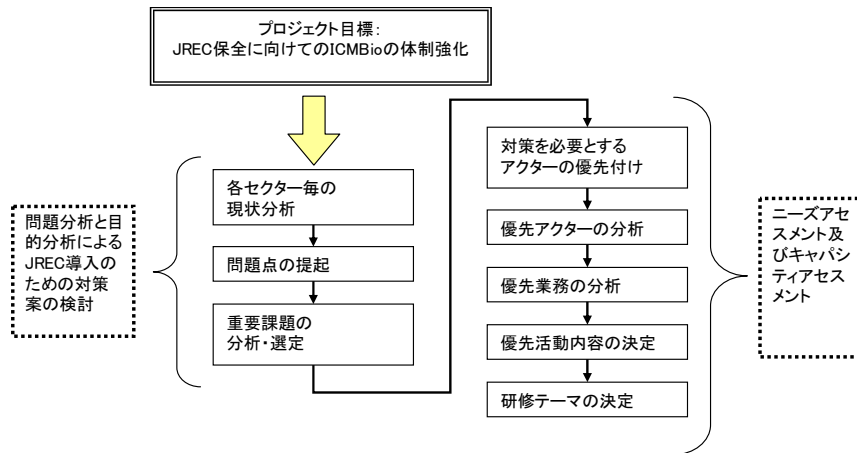 プロジェクト目標：
JREC保全に向けてのICMBioの体制強化
各セクター毎の
現状分析
問題点の提起
重要課題の
分析・選定
問題分析と目
的分析による
JREC導入の
ための対策
案の検討
対策を必要とする
アクターの優先付け
優先アクターの分析
優先業務の分析
優先活動内容の決定
研修テーマの決定
ニーズアセ
スメント及
びキャパシ
ティアセス
メント